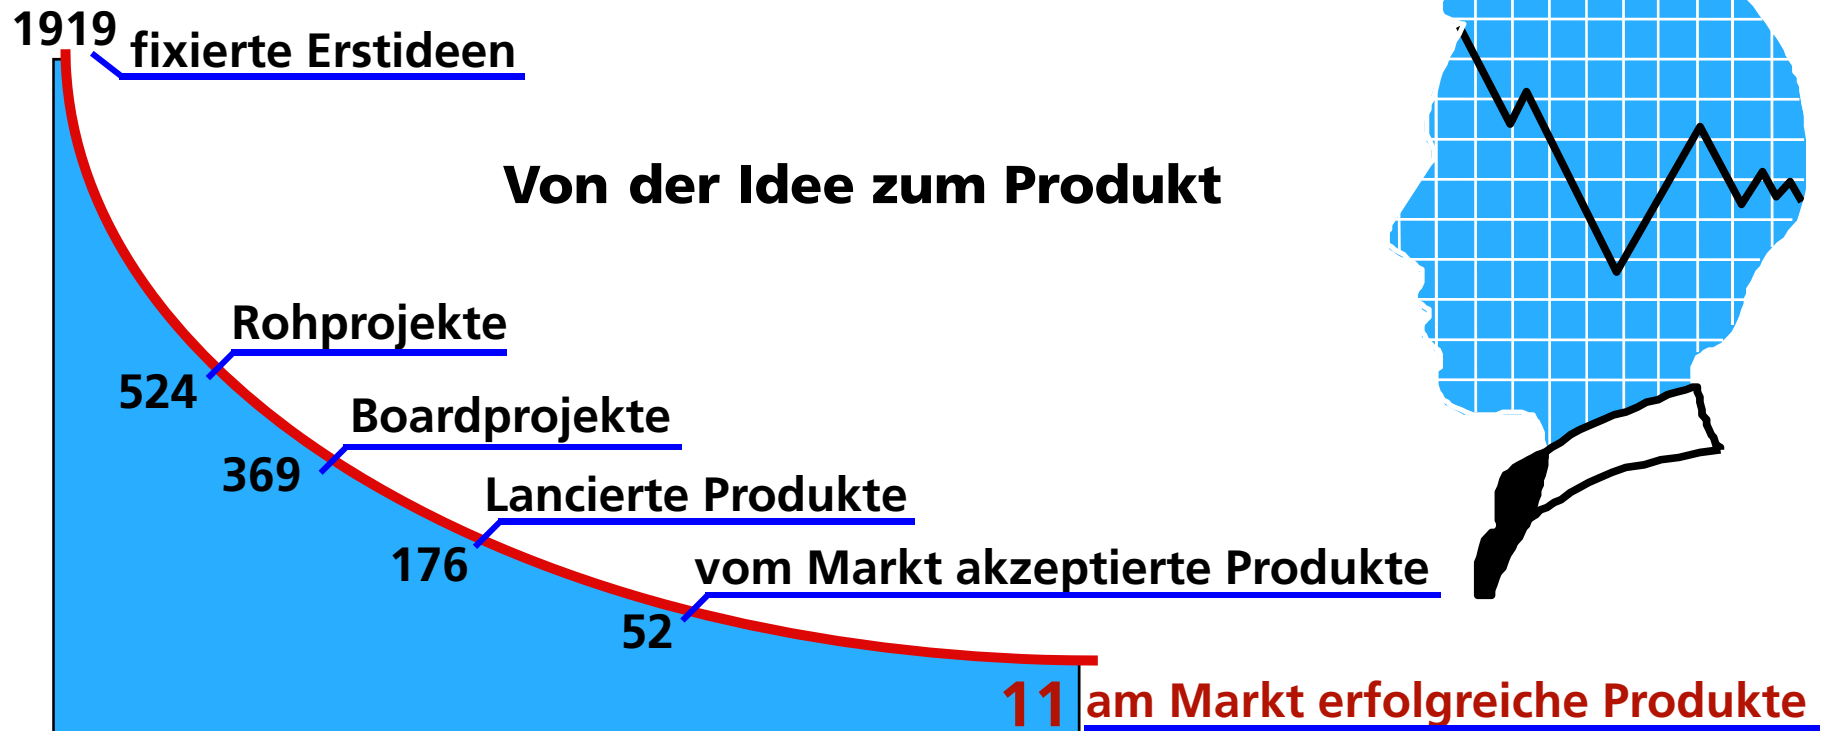 1919 fixierte Erstideen
Von der Idee zum Produkt
Rohprojekte
524
Boardprojekte
369
Lancierte Produkte
176
vom Markt akzeptierte Produkte
52
11 am Markt erfolgreiche Produkte